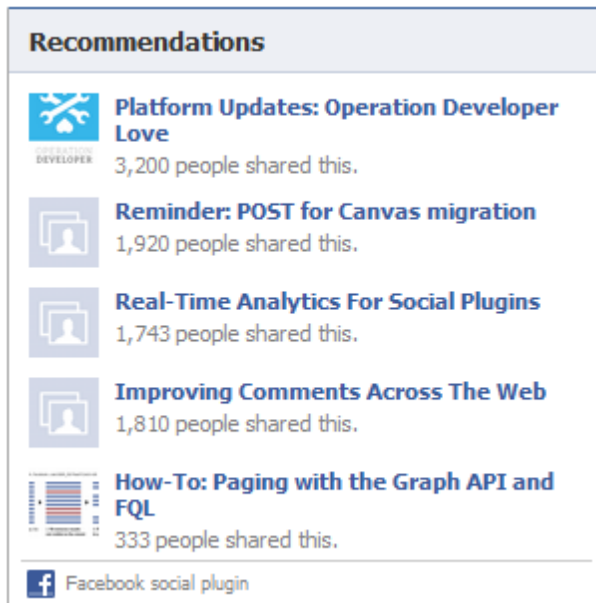 Recommendations
Platform Updates: Operation Developer
Love
OPERATION
DEVELOPER
3,200 people shared this.
Reminder: POST for Canvas migration
1,920 people shared this.
Real-Time Analytics For Social Plugins
1,743 people shared this.
Improving Comments Across The Web
1,810 people shared this.
How-To: Paging with the Graph API and
FQL
333 people shared this.
f Facebook social plugin